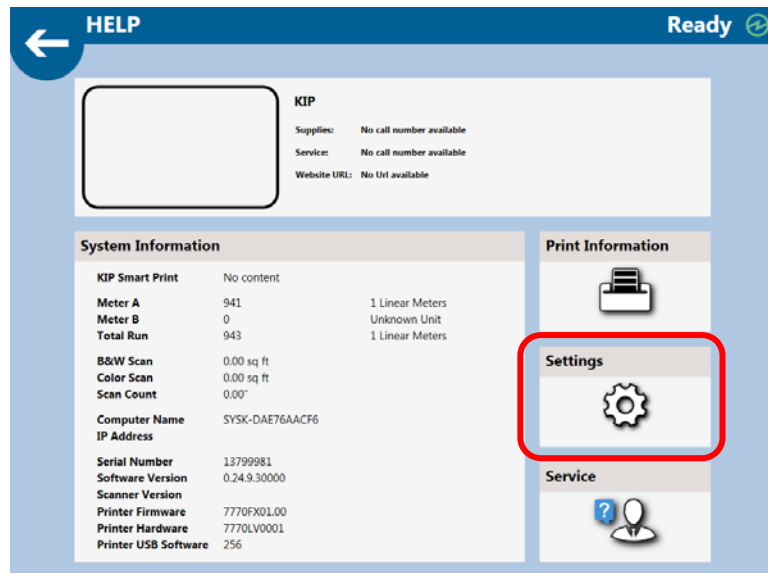 HELP
Ready
KIP
Supplies: No call number available
Service: No call number available
Website URL: No Url available
System Information
KIP Smart Print No content
Meter A 941 1 Linear Meters
Meter B 0 Unknown Unit
Total Run 943 1 Linear Meters
B&W Scan 0.00 sq ft
Color Scan 0.00 sq ft
Scan Count 0.00"
Computer Name SYSK-DAE76AACF6
IP Address
Serial Number 13799981
Software Version 0.24.9.30000
Scanner Version
Printer Firmware 7770FX01.00
Printer Hardware 7770LV0001
Printer USB Software 256
Print Information
Settings
Service
?